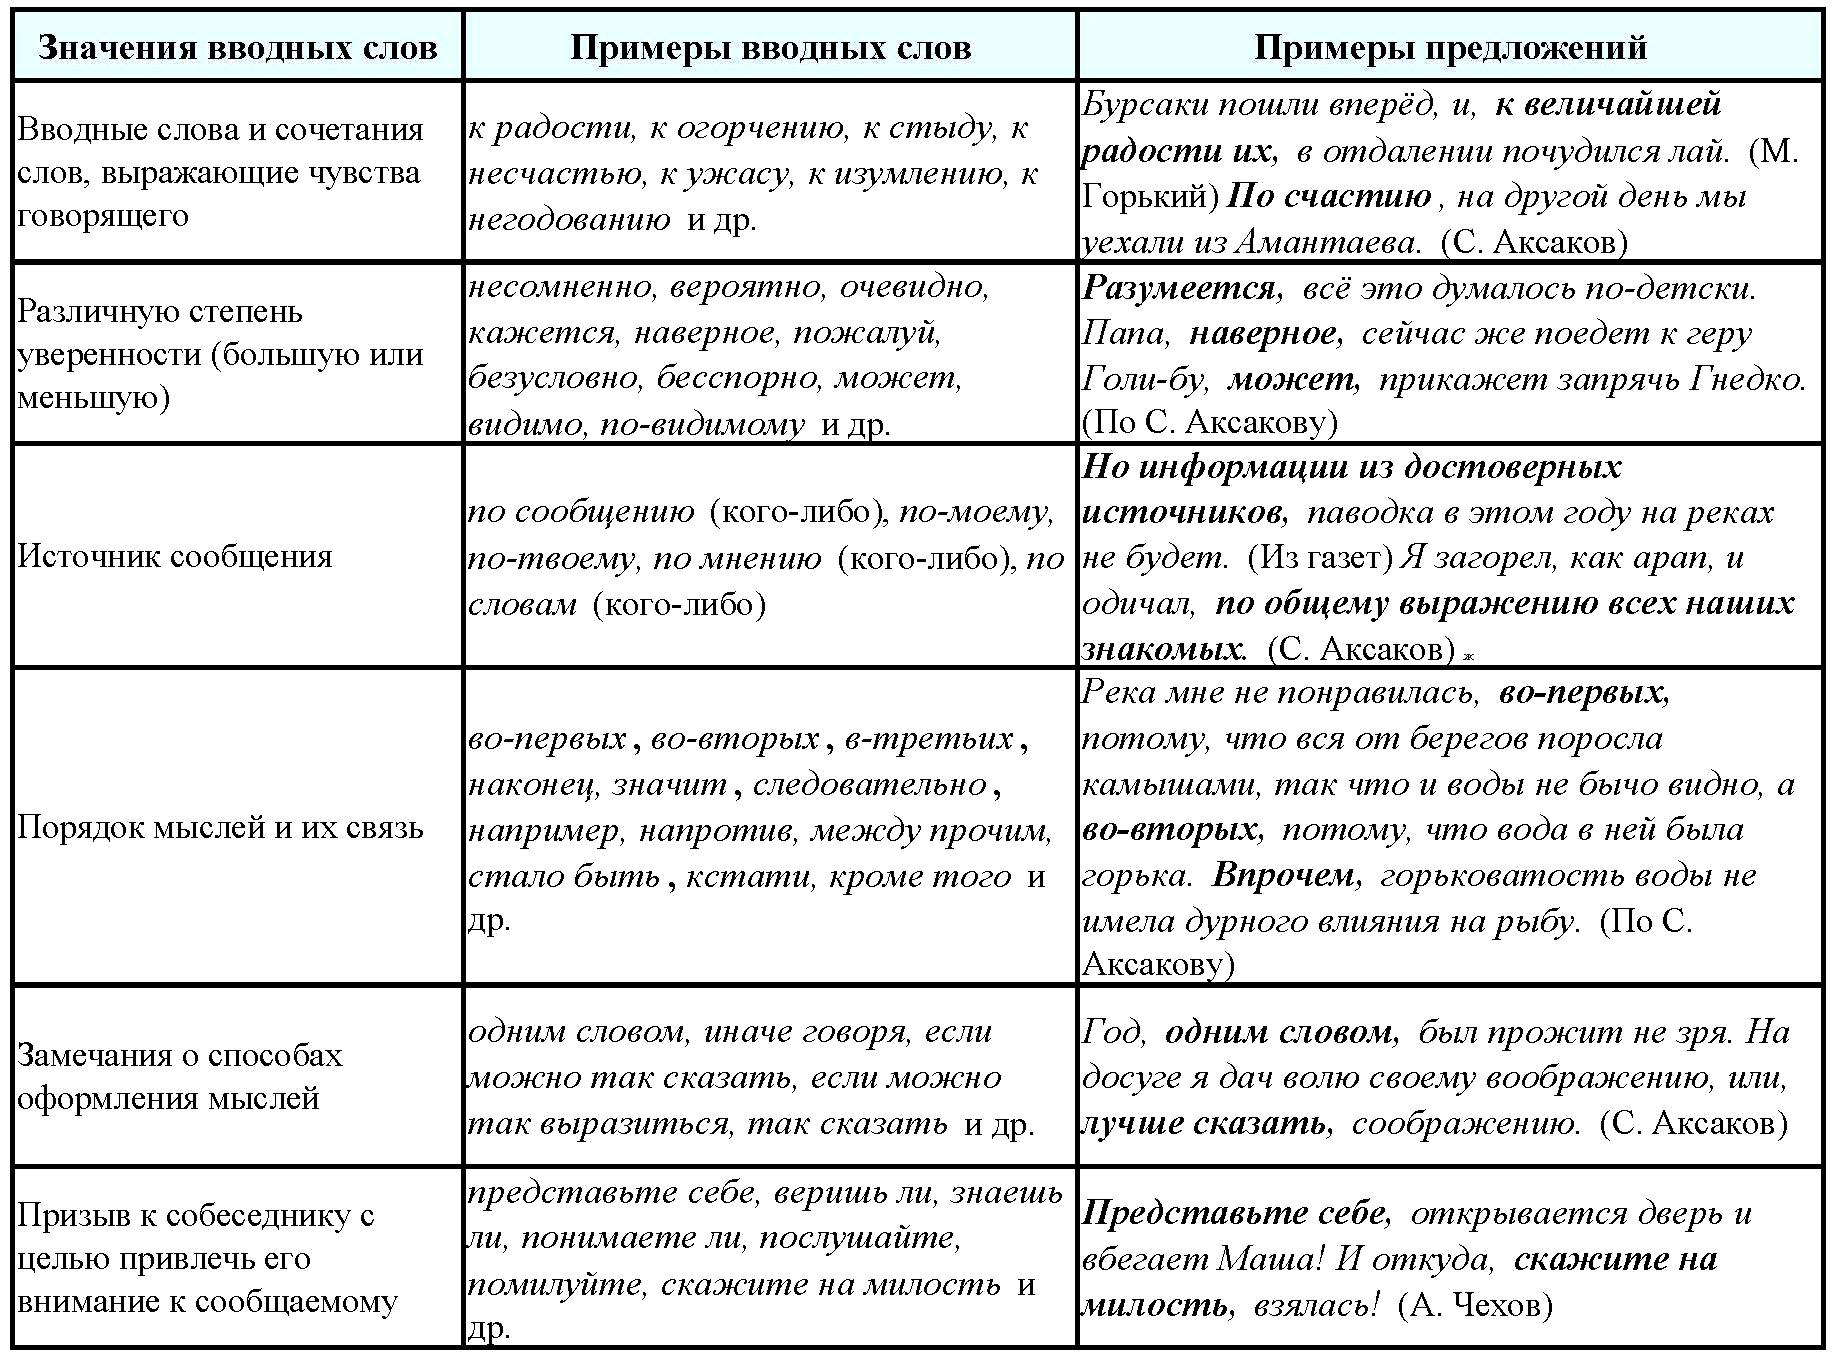 Значения вводных слов
Примеры вводных слов
Примеры предложений
Вводные слова и сочетания
слов, выражающие чувства
говорящего
к радости, к огорчению, к стыду, к
несчастью, к ужасу, к изумлению, к
негодованию и др.
Бурсаки пошли вперёд, и, к величайшей
радости их, в отдалении почудился лай. (М.
Горький) По счастию , на другой день мы
уехали из Амантаева. (С. Аксаков)
Различную степень
уверенности (большую или
меньшую)
несомненно, вероятно, очевидно,
кажется, наверное, пожалуй,
безусловно, бесспорно, может,
видимо, по-видимому и др.
Разумеется, всё это думалось по-детски.
Папа, наверное, сейчас же поедет к геру
Голи-бу, может, прикажет запрячь Гнедко.
(По С. Аксакову)
Источник сообщения
по сообщению (кого-либо), по-моему,
по-твоему, по мнению (кого-либо), по
словам (кого-либо)
Но информации из достоверных
источников, паводка в этом году на реках
не будет. (Из газет) Я загорел, как арап, и
одичал, по общему выражению всех наших
знакомых. (С. Аксаков) ж
Порядок мыслей и их связь
во-первых , во-вторых , в-третьих ,
наконец, значит , следовательно ,
например, напротив, между прочим,
стало быть , кстати, кроме того и
др.
Река мне не понравилась, во-первых,
потому, что вся от берегов поросла
камышами, так что и воды не бычо видно, а
во-вторых, потому, что вода в ней была
горька. Впрочем, горьковатость воды не
имела дурного влияния на рыбу. (По С.
Аксакову)
Замечания о способах
оформления мыслей
одним словом, иначе говоря, если
можно так сказать, если можно
так выразиться, так сказать и др.
Год, одним словом, был прожит не зря. На
досуге я дач волю своему воображению, или,
лучше сказать, соображению. (С. Аксаков)
Призыв к собеседнику с
целью привлечь его
внимание к сообщаемому
представьте себе, веришь ли, знаешь
ли, понимаете ли, послушайте,
помилуйте, скажите на милость и
др.
Представьте себе, открывается дверь и
вбегает Маша! И откуда, скажите на
милость, взялась! (А. Чехов)